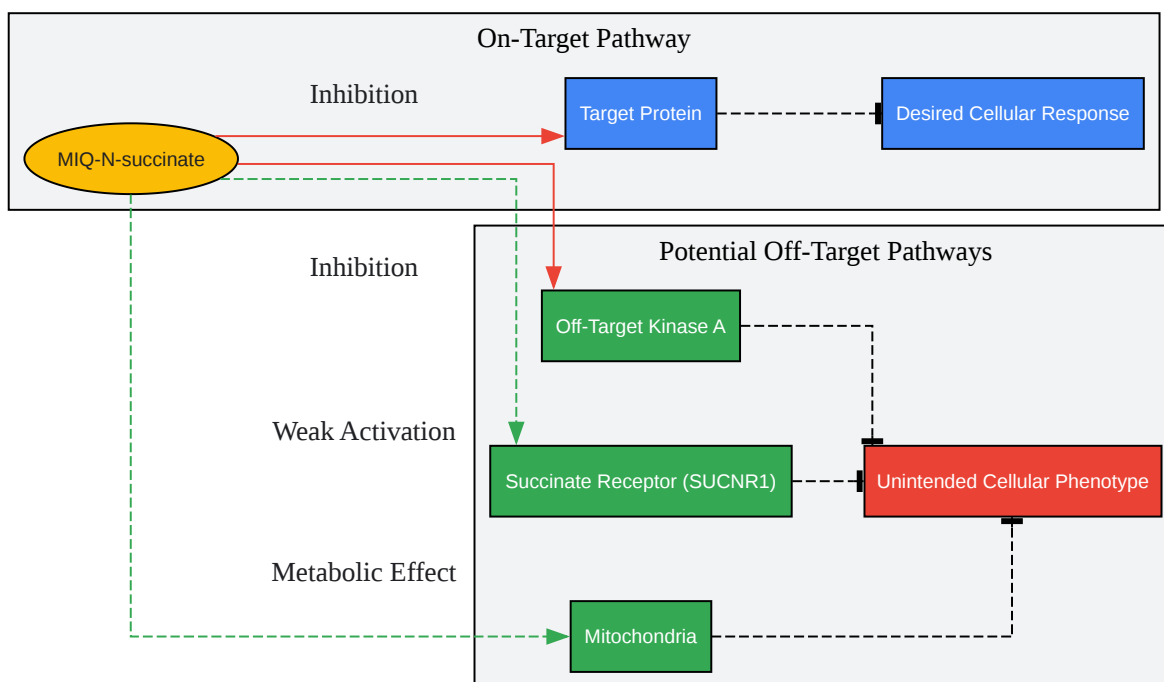 On-Target Pathway
Inhibition
Target Protein
Desired Cellular Response
MIQ-N-succinate
Potential Off-Target Pathways
Inhibition
Off-Target Kinase A
Weak Activation
Succinate Receptor (SUCNR1)
Unintended Cellular Phenotype
Metabolic Effect
Mitochondria